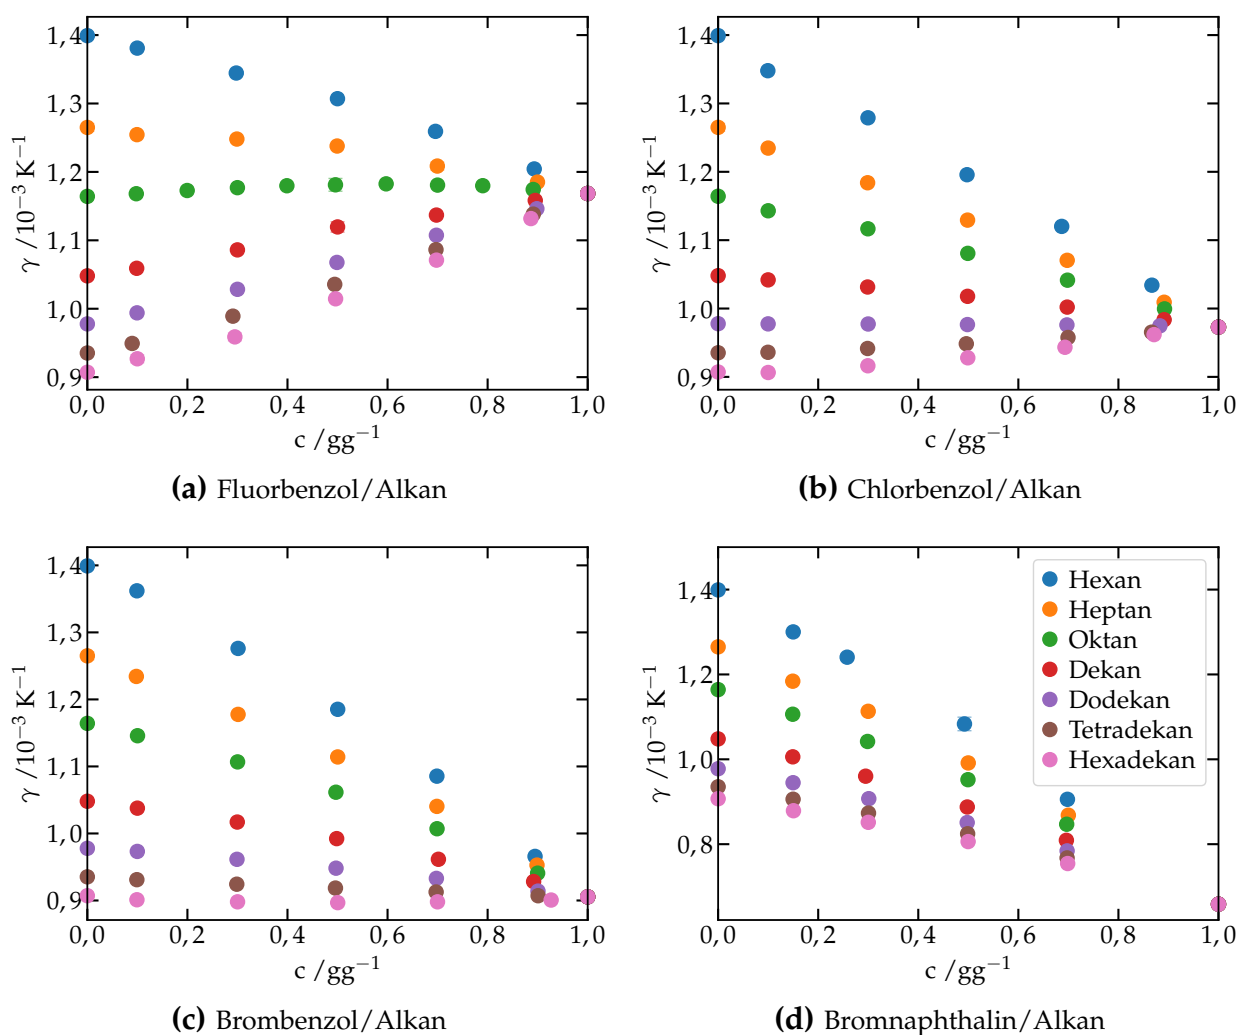 1,4
1,3
1,2
1,1
1,0
0,9
γ /10⁻³ K⁻¹
0,0 0,2 0,4 0,6 0,8 1,0
c /gg⁻¹
(a) Fluorbenzol/Alkan
1,4
1,3
1,2
1,1
1,0
0,9
γ /10⁻³ K⁻¹
0,0 0,2 0,4 0,6 0,8 1,0
c /gg⁻¹
(b) Chlorbenzol/Alkan
1,4
1,3
1,2
1,1
1,0
0,9
γ /10⁻³ K⁻¹
0,0 0,2 0,4 0,6 0,8 1,0
c /gg⁻¹
(c) Brombenzol/Alkan
1,4
1,2
1,0
0,8
γ /10⁻³ K⁻¹
Hexan
Heptan
Oktan
Dekan
Dodekan
Tetradekan
Hexadekan
0,0 0,2 0,4 0,6 0,8 1,0
c /gg⁻¹
(d) Bromnaphthalin/Alkan